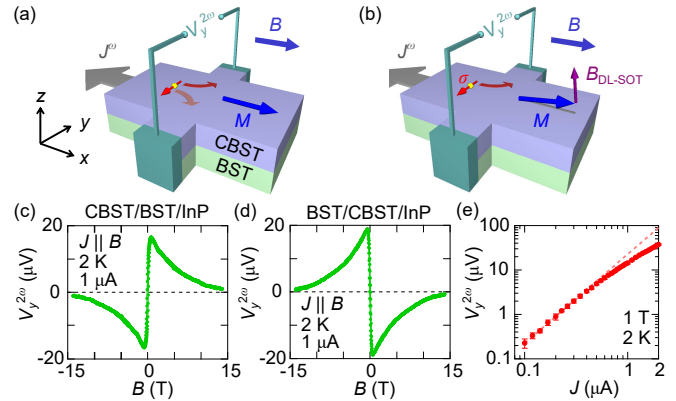 (a)
V_y^{2ω}
B
J^ω
M
CBST
BST
z
y
x
(b)
V_y^{2ω}
B
J^ω
σ
B_{DL-SOT}
M
(c) CBST/BST/InP
20
0
-20
V_y^{2ω} (μV)
J || B
2 K
1 μA
-15 0 15
B (T)
(d) BST/CBST/InP
20
0
-20
V_y^{2ω} (μV)
J || B
2 K
1 μA
-15 0 15
B (T)
(e)
100
10
1
0.1
V_y^{2ω} (μV)
1 T
2 K
0.1 1 2
J (μA)